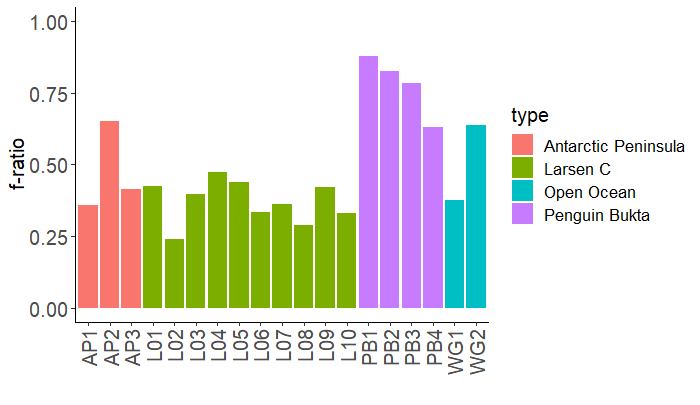 1.00
0.75
0.50
0.25
0.00
f-ratio
AP1
AP2
AP3
L01
L02
L03
L04
L05
L06
L07
L08
L09
L10
PB1
PB2
PB3
PB4
WG1
WG2
type
Antarctic Peninsula
Larsen C
Open Ocean
Penguin Bukta